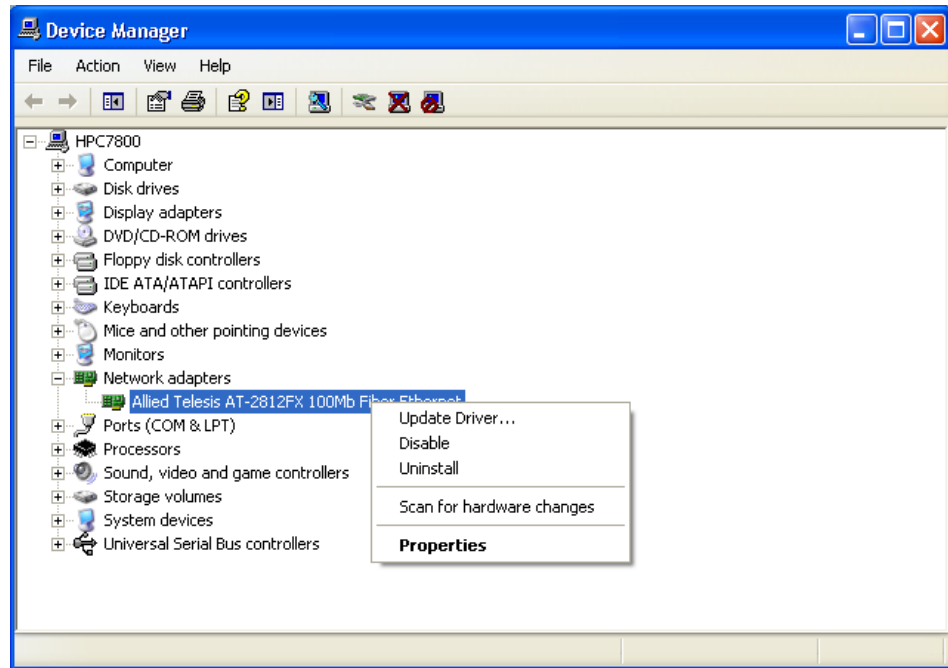 Device Manager
File Action View Help
HPC7800
Computer
Disk drives
Display adapters
DVD/CD-ROM drives
Floppy disk controllers
IDE ATA/ATAPI controllers
Keyboards
Mice and other pointing devices
Monitors
Network adapters
Allied Telesis AT-2812FX 100Mb Fiber Ethernet
Ports (COM & LPT)
Processors
Sound, video and game controllers
Storage volumes
System devices
Universal Serial Bus controllers
Update Driver...
Disable
Uninstall
Scan for hardware changes
Properties